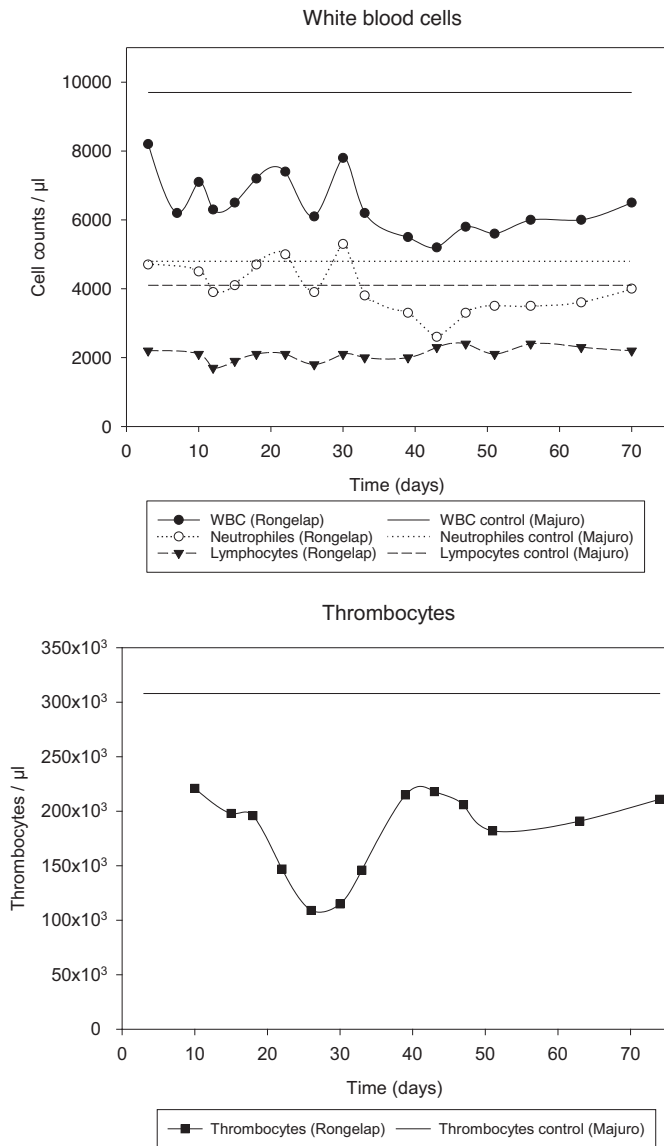 White blood cells
10000
8000
6000
4000
2000
0
Cell counts / µl
0 10 20 30 40 50 60 70
Time (days)
WBC (Rongelap) WBC control (Majuro)
Neutrophiles (Rongelap) Neutrophiles control (Majuro)
Lymphocytes (Rongelap) Lympocytes control (Majuro)
Thrombocytes
350x10³
300x10³
250x10³
200x10³
150x10³
100x10³
50x10³
0
Thrombocytes / µl
0 10 20 30 40 50 60 70
Time (days)
Thrombocytes (Rongelap) Thrombocytes control (Majuro)